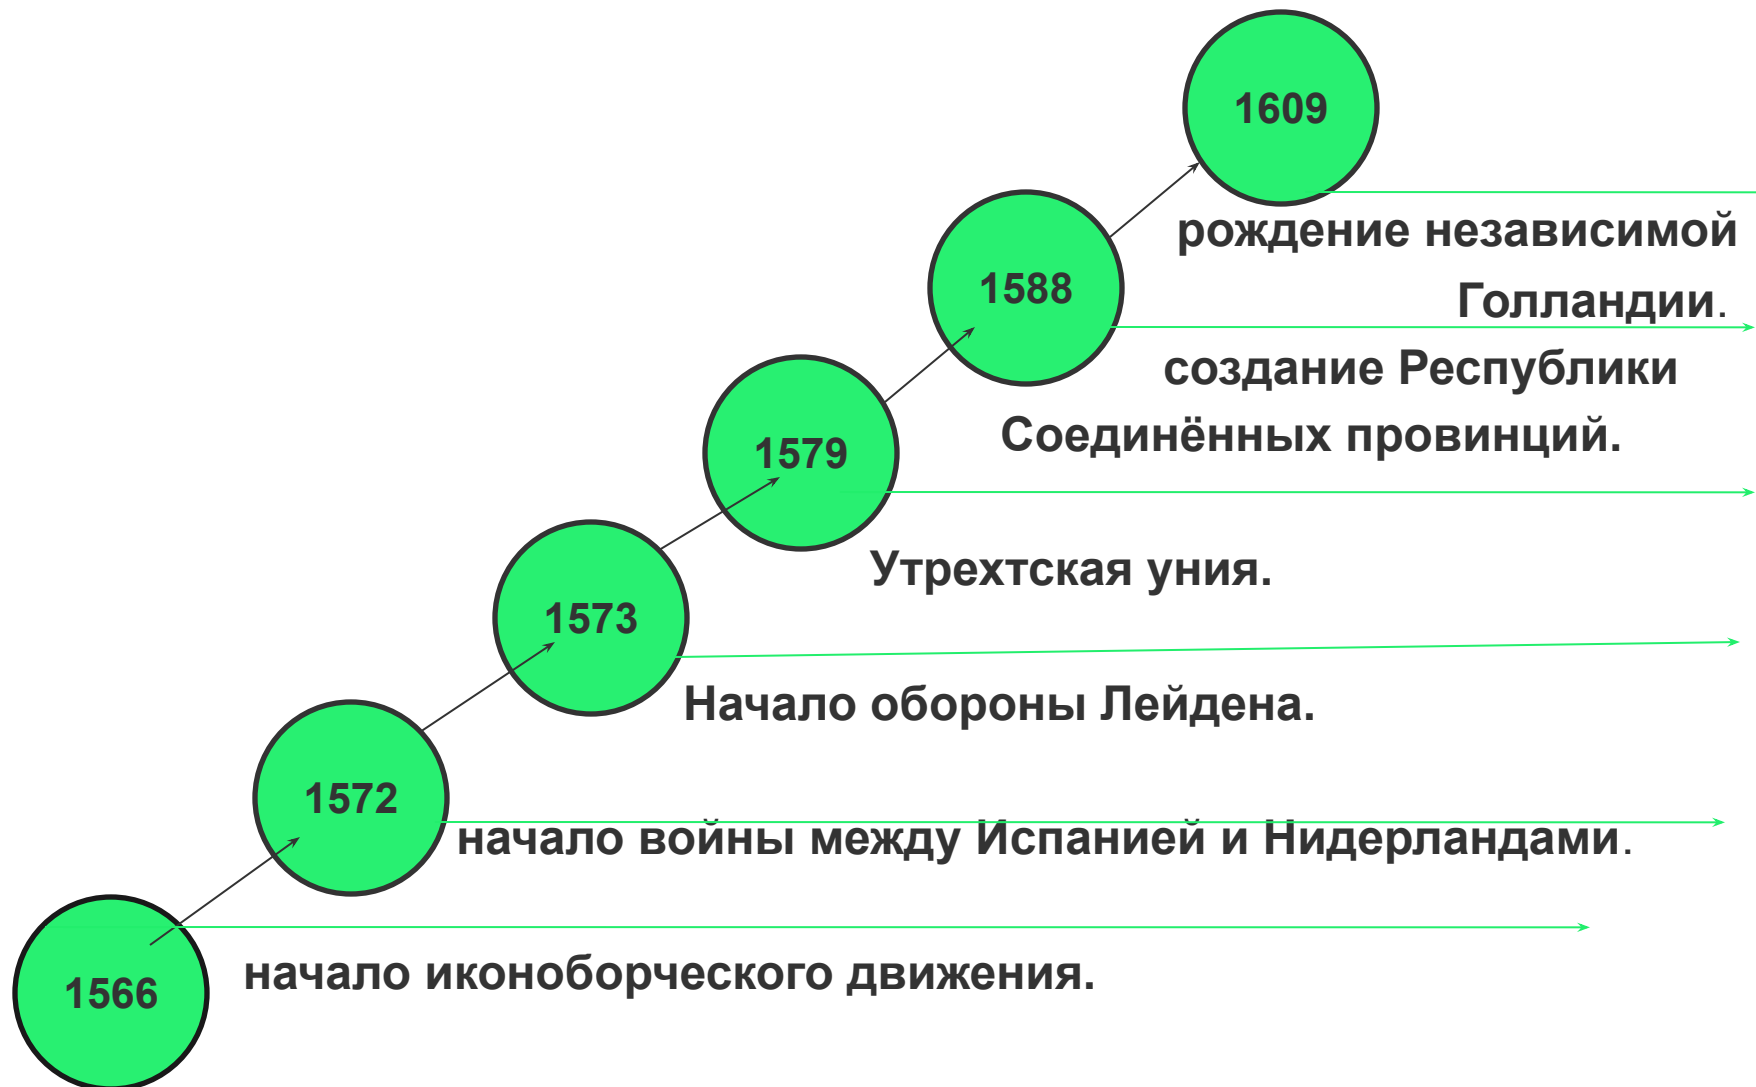 1609
рождение независимой
Голландии.
1588
создание Республики
Соединённых провинций.
1579
Утрехтская уния.
1573
Начало обороны Лейдена.
1572
начало войны между Испанией и Нидерландами.
1566
начало иконоборческого движения.